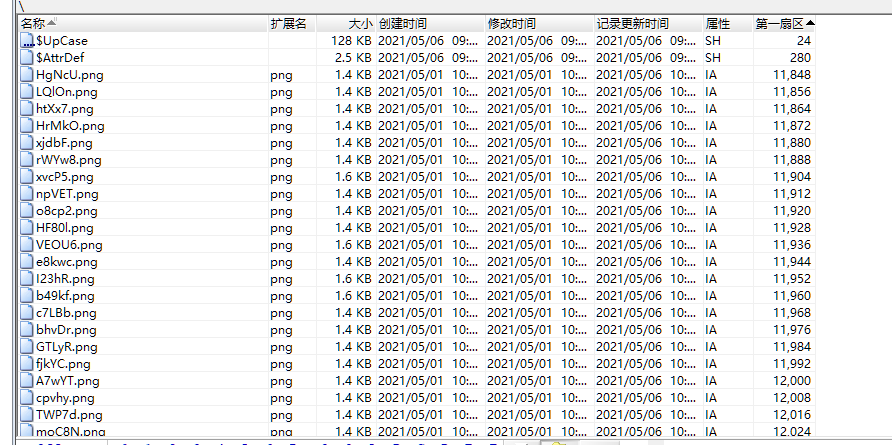 \
名称 扩展名 大小 创建时间 修改时间 记录更新时间 属性 第一扇区
$UpCase 128 KB 2021/05/06 09:... 2021/05/06 09:... 2021/05/06 09:... SH 24
$AttrDef 2.5 KB 2021/05/06 09:... 2021/05/06 09:... 2021/05/06 09:... SH 280
HgNcU.png png 1.4 KB 2021/05/01 10:... 2021/05/01 10:... 2021/05/06 10:... IA 11,848
LQlOn.png png 1.4 KB 2021/05/01 10:... 2021/05/01 10:... 2021/05/06 10:... IA 11,856
htXx7.png png 1.4 KB 2021/05/01 10:... 2021/05/01 10:... 2021/05/06 10:... IA 11,864
HrMkO.png png 1.4 KB 2021/05/01 10:... 2021/05/01 10:... 2021/05/06 10:... IA 11,872
xjdbF.png png 1.4 KB 2021/05/01 10:... 2021/05/01 10:... 2021/05/06 10:... IA 11,880
rWYw8.png png 1.4 KB 2021/05/01 10:... 2021/05/01 10:... 2021/05/06 10:... IA 11,888
xvcP5.png png 1.6 KB 2021/05/01 10:... 2021/05/01 10:... 2021/05/06 10:... IA 11,904
npVET.png png 1.4 KB 2021/05/01 10:... 2021/05/01 10:... 2021/05/06 10:... IA 11,912
o8cp2.png png 1.4 KB 2021/05/01 10:... 2021/05/01 10:... 2021/05/06 10:... IA 11,920
HF80l.png png 1.4 KB 2021/05/01 10:... 2021/05/01 10:... 2021/05/06 10:... IA 11,928
VEOU6.png png 1.6 KB 2021/05/01 10:... 2021/05/01 10:... 2021/05/06 10:... IA 11,936
e8kwc.png png 1.4 KB 2021/05/01 10:... 2021/05/01 10:... 2021/05/06 10:... IA 11,944
I23hR.png png 1.6 KB 2021/05/01 10:... 2021/05/01 10:... 2021/05/06 10:... IA 11,952
b49kf.png png 1.6 KB 2021/05/01 10:... 2021/05/01 10:... 2021/05/06 10:... IA 11,960
c7LBb.png png 1.4 KB 2021/05/01 10:... 2021/05/01 10:... 2021/05/06 10:... IA 11,968
bhvDr.png png 1.4 KB 2021/05/01 10:... 2021/05/01 10:... 2021/05/06 10:... IA 11,976
GTLyR.png png 1.4 KB 2021/05/01 10:... 2021/05/01 10:... 2021/05/06 10:... IA 11,984
fjkYC.png png 1.4 KB 2021/05/01 10:... 2021/05/01 10:... 2021/05/06 10:... IA 11,992
A7wYT.png png 1.4 KB 2021/05/01 10:... 2021/05/01 10:... 2021/05/06 10:... IA 12,000
cpvhy.png png 1.4 KB 2021/05/01 10:... 2021/05/01 10:... 2021/05/06 10:... IA 12,008
TWP7d.png png 1.4 KB 2021/05/01 10:... 2021/05/01 10:... 2021/05/06 10:... IA 12,016
moC8N.png png 1.4 KB 2021/05/01 10:... 2021/05/01 10:... 2021/05/06 10:... IA 12,024